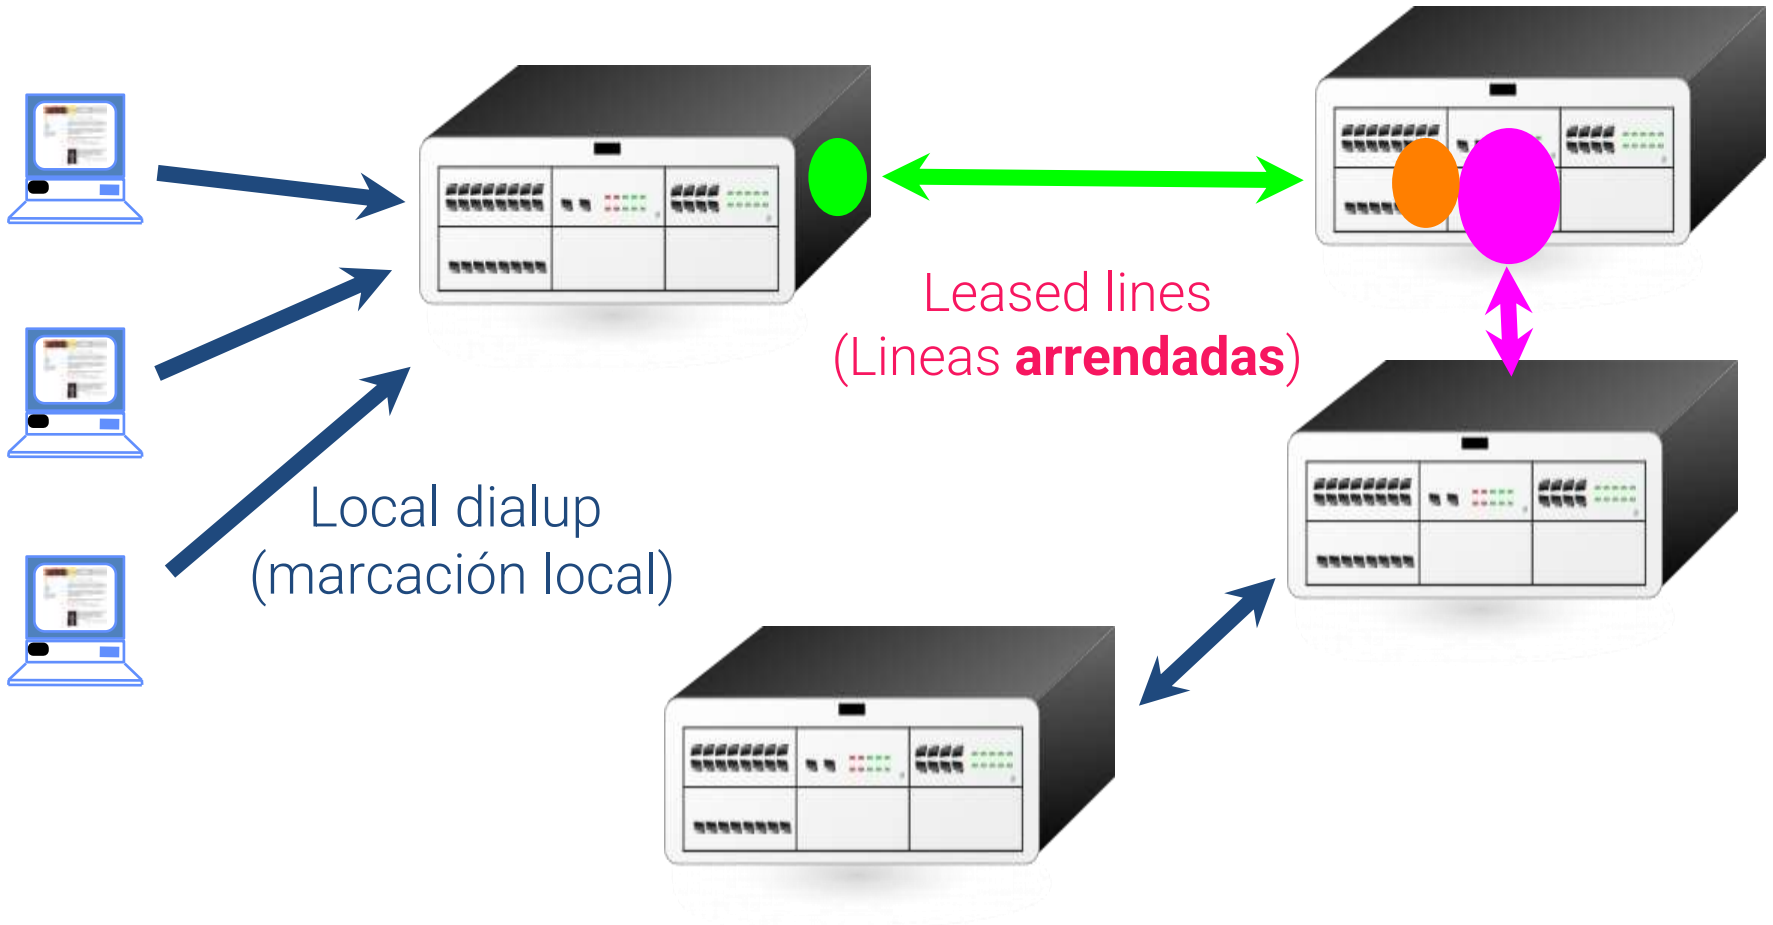 Leased lines
(Lineas arrendadas)
Local dialup
(marcación local)